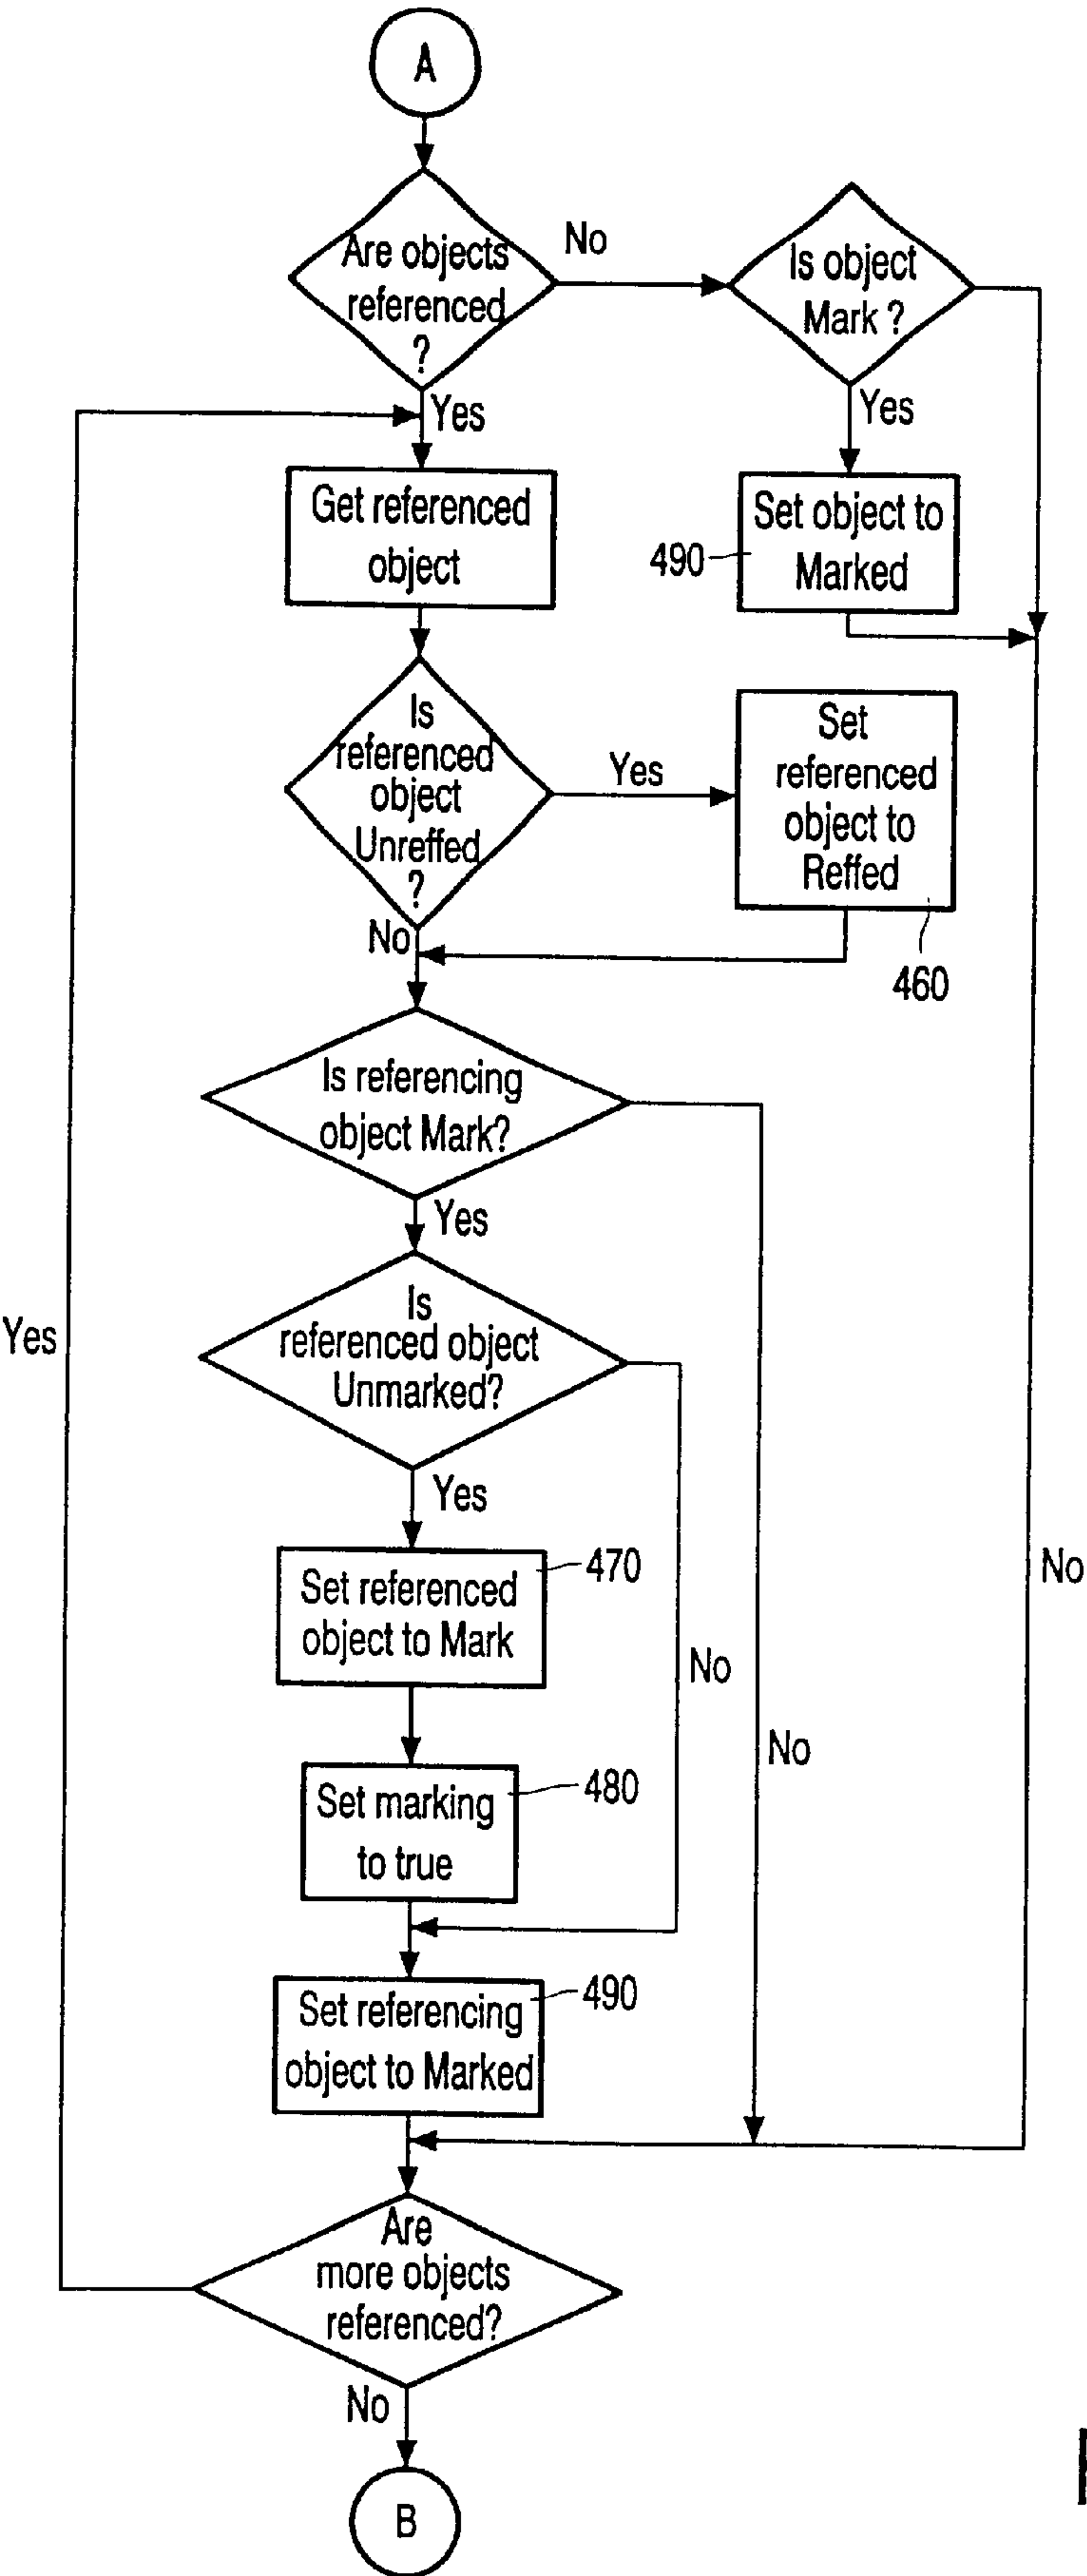 A
Are objects
referenced
?
No
Is object
Mark ?
Yes
Yes
Get referenced
object
Set object to
Marked
490
Is
referenced
object
Unreffed
?
Yes
Set
referenced
object to
Reffed
No
460
Is referencing
object Mark?
Yes
Is
referenced object
Unmarked?
Yes
Yes
470
Set referenced
object to Mark
No
No
No
480
Set marking
to true
490
Set referencing
object to Marked
Are
more objects
referenced?
No
B